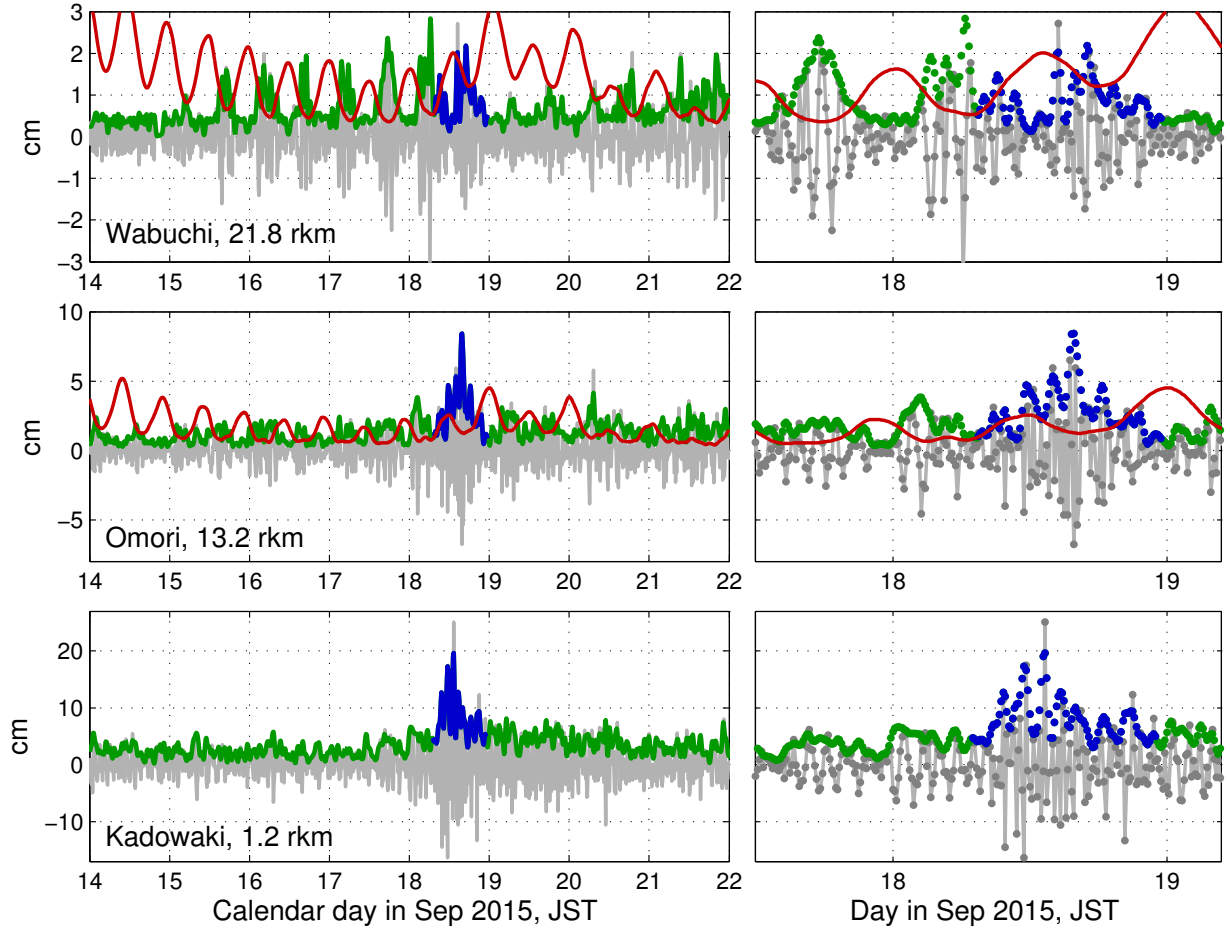 3
2
1
0
−1
−2
−3
cm
Wabuchi, 21.8 rkm
14 15 16 17 18 19 20 21 22
18 19
10
5
0
−5
cm
Omori, 13.2 rkm
14 15 16 17 18 19 20 21 22
18 19
20
10
0
−10
cm
Kadowaki, 1.2 rkm
14 15 16 17 18 19 20 21 22
18 19
Calendar day in Sep 2015, JST
Day in Sep 2015, JST